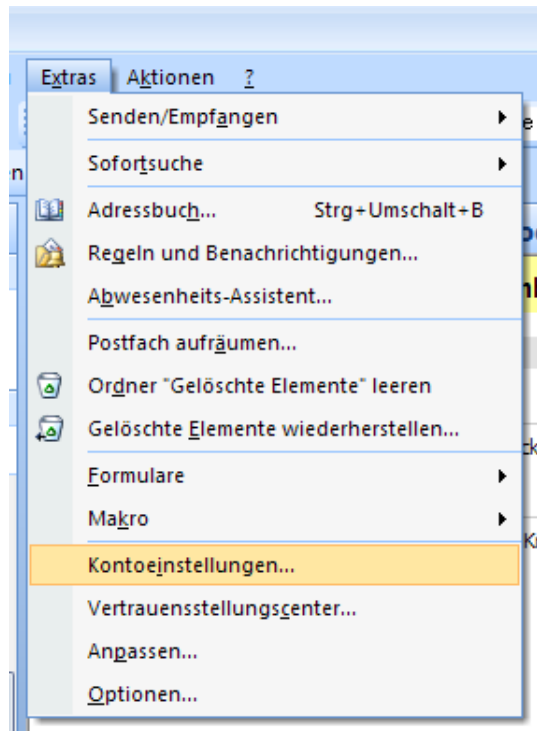 Extras Aktionen ?
Senden/Empfangen
Sofortsuche
Adressbuch... Strg+Umschalt+B
Regeln und Benachrichtigungen...
Abwesenheits-Assistent...
Postfach aufräumen...
Ordner "Gelöschte Elemente" leeren
Gelöschte Elemente wiederherstellen...
Formulare
Makro
Kontoeinstellungen...
Vertrauensstellungscenter...
Anpassen...
Optionen...